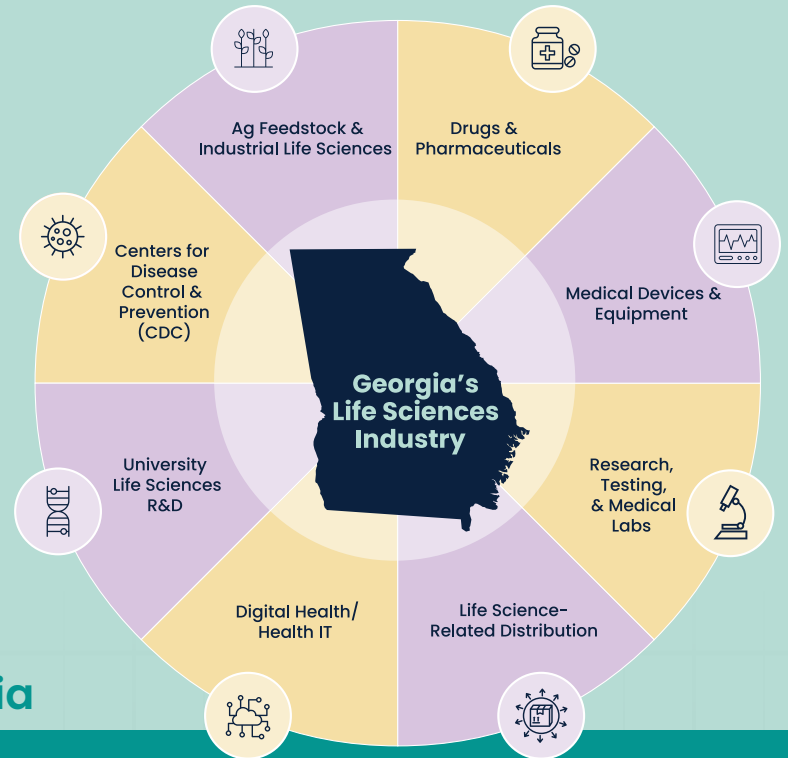 Ag Feedstock &
Industrial Life Sciences
Drugs &
Pharmaceuticals
Centers for
Disease
Control &
Prevention
(CDC)
Medical Devices &
Equipment
Georgia's
Life Sciences
Industry
University
Life Sciences
R&D
Research,
Testing,
& Medical
Labs
Digital Health/
Health IT
Life Science-
Related Distribution
ia